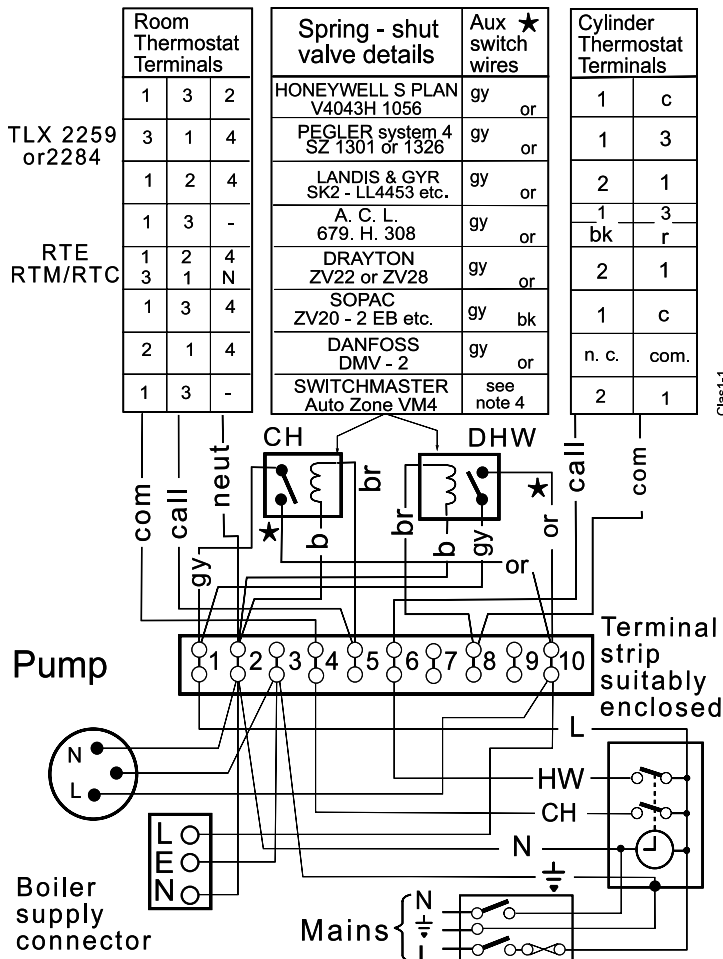 Room Thermostat Terminals
Spring - shut valve details
Aux ★ switch wires
Cylinder Thermostat Terminals
1 3 2 HONEYWELL S PLAN V4043H 1056 gy or 1 c
TLX 2259 or2284 3 1 4 PEGLER system 4 SZ 1301 or 1326 gy or 1 3
1 2 4 LANDIS & GYR SK2 - LL4453 etc. gy or 2 1
1 3 - A. C. L. 679. H. 308 gy or 1 3 bk r
RTE 1 2 4 DRAYTON ZV22 or ZV28 gy or 2 1
RTM/RTC 3 1 N
1 3 4 SOPAC ZV20 - 2 EB etc. gy bk 1 c
2 1 4 DANFOSS DMV - 2 gy or n. c. com.
1 3 - SWITCHMASTER Auto Zone VM4 see note 4 2 1
Clas1-1
CH DHW
com call neut gy ★ b br br b gy ★ or call com
or
1 2 3 4 5 6 7 8 9 10
Terminal strip suitably enclosed
Pump
N
L
L
HW
CH
N
L
E
N
Boiler supply connector
Mains
N
L